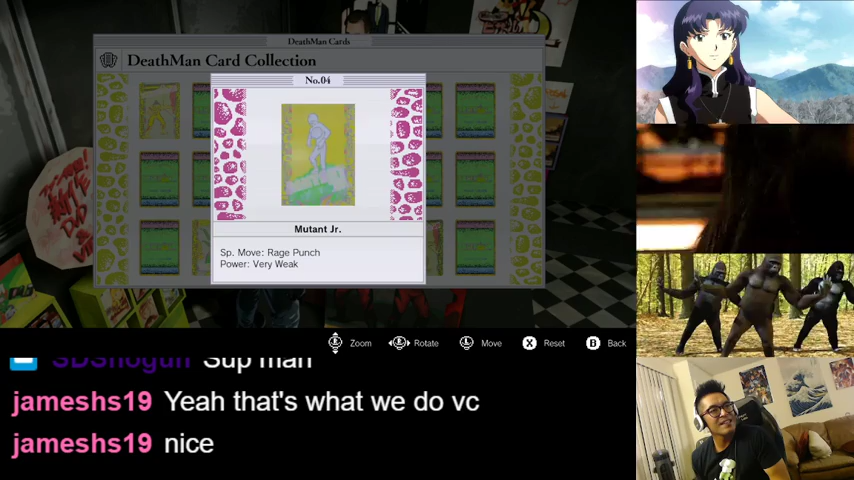 DeathMan Cards
DeathMan Card Collection
No.04
Mutant Jr.
Sp. Move: Rage Punch
Power: Very Weak
Zoom
Rotate
Move
X Reset
B Back
SDShogun Sup man
jameshs19 Yeah that's what we do vc
jameshs19 nice